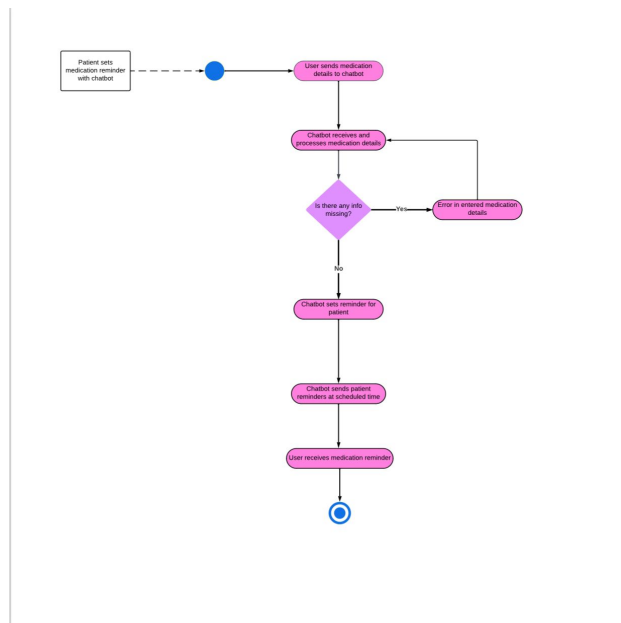 Patient sets
medication reminder
with chatbot
User sends medication
details to chatbot
Chatbot receives and
processes medication details
Is there any info
missing?
Yes
Error in entered medication
details
No
Chatbot sets reminder for
patient
Chatbot sends patient
reminders at scheduled time
User receives medication reminder